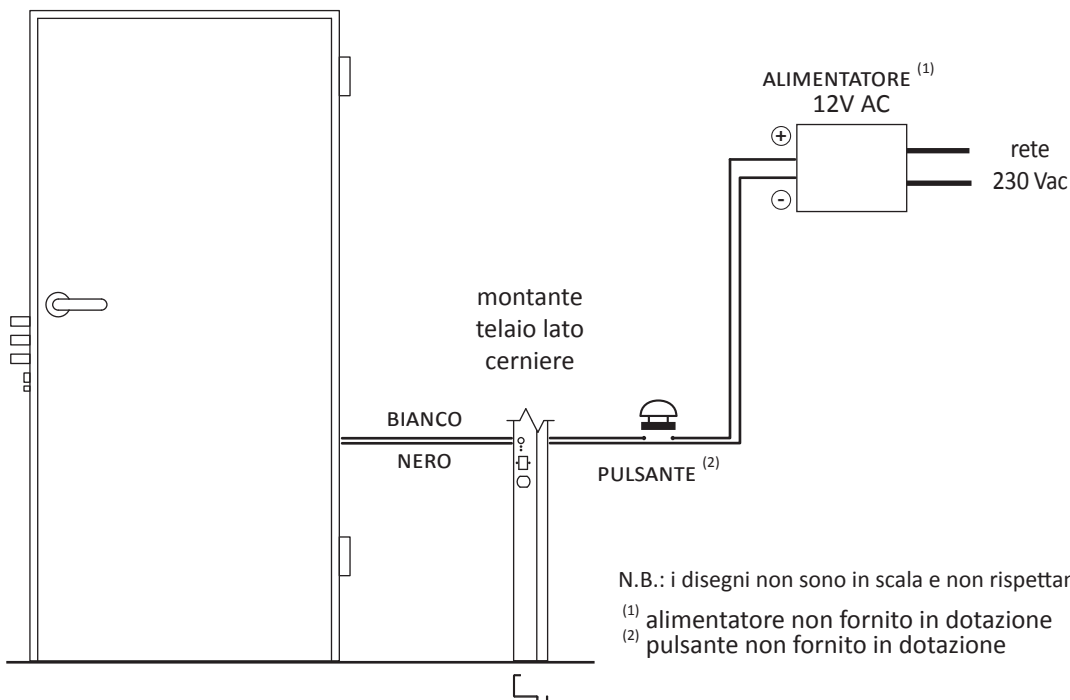 ALIMENTATORE (1)
12V AC
+
rete
230 Vac
-
montante
telaio lato
cerniere
BIANCO
NERO
PULSANTE (2)
N.B.: i disegni non sono in scala e non
(1) alimentatore non fornito in dotazione
(2) pulsante non fornito in dotazione